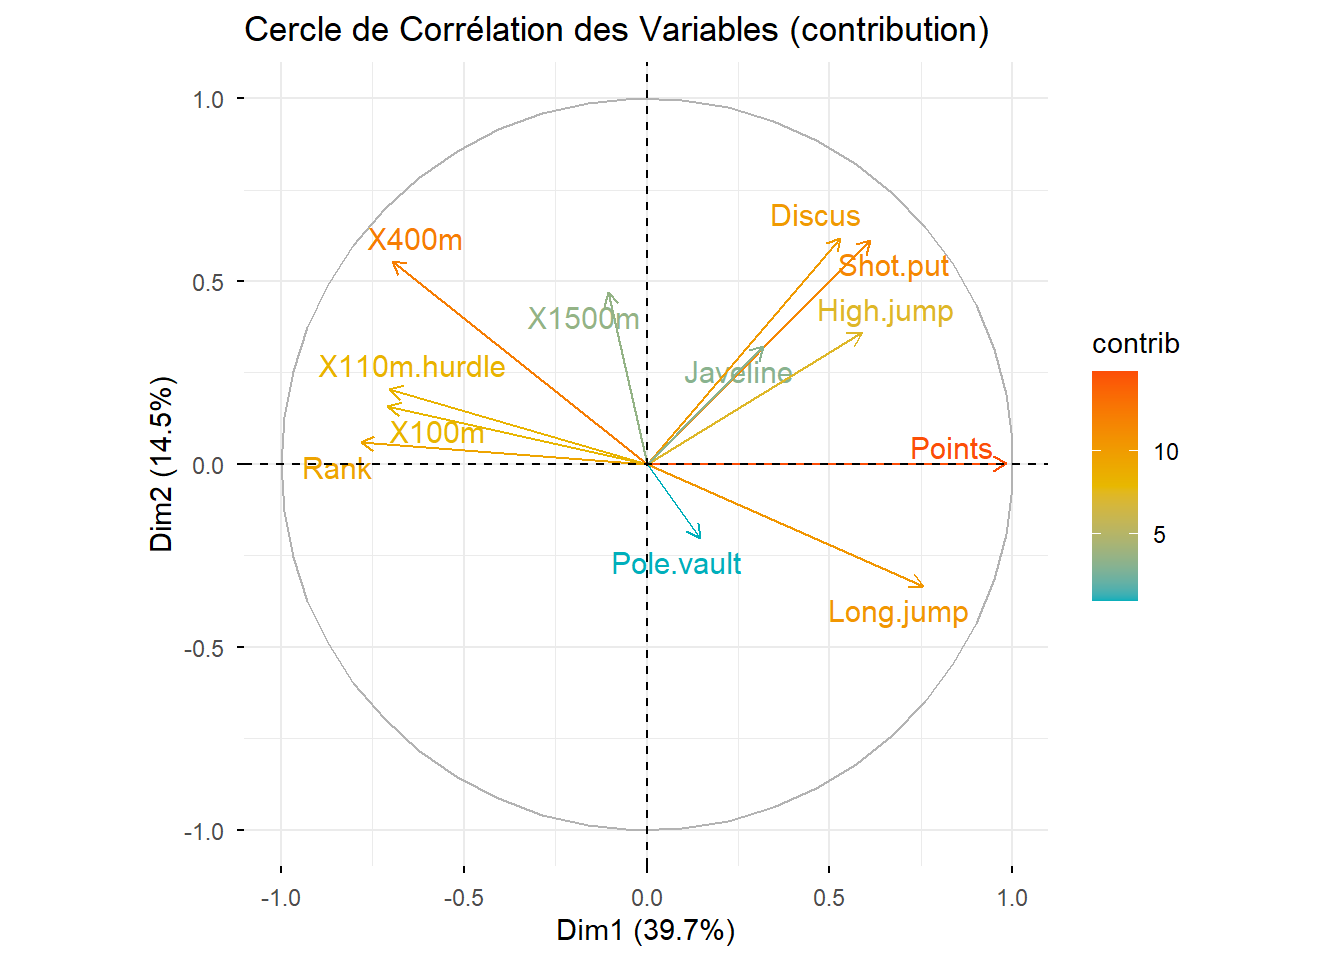 Cercle de Corrélation des Variables (contribution)
1.0
0.5
0.0
-0.5
-1.0
Dim2 (14.5%)
Discus
X400m
Shot.put
X1500m
High.jump
X110m.hurdle
Javeline
X100m
Points
Rank
Pole.vault
Long.jump
-1.0
-0.5
0.0
0.5
1.0
Dim1 (39.7%)
contrib
10
5